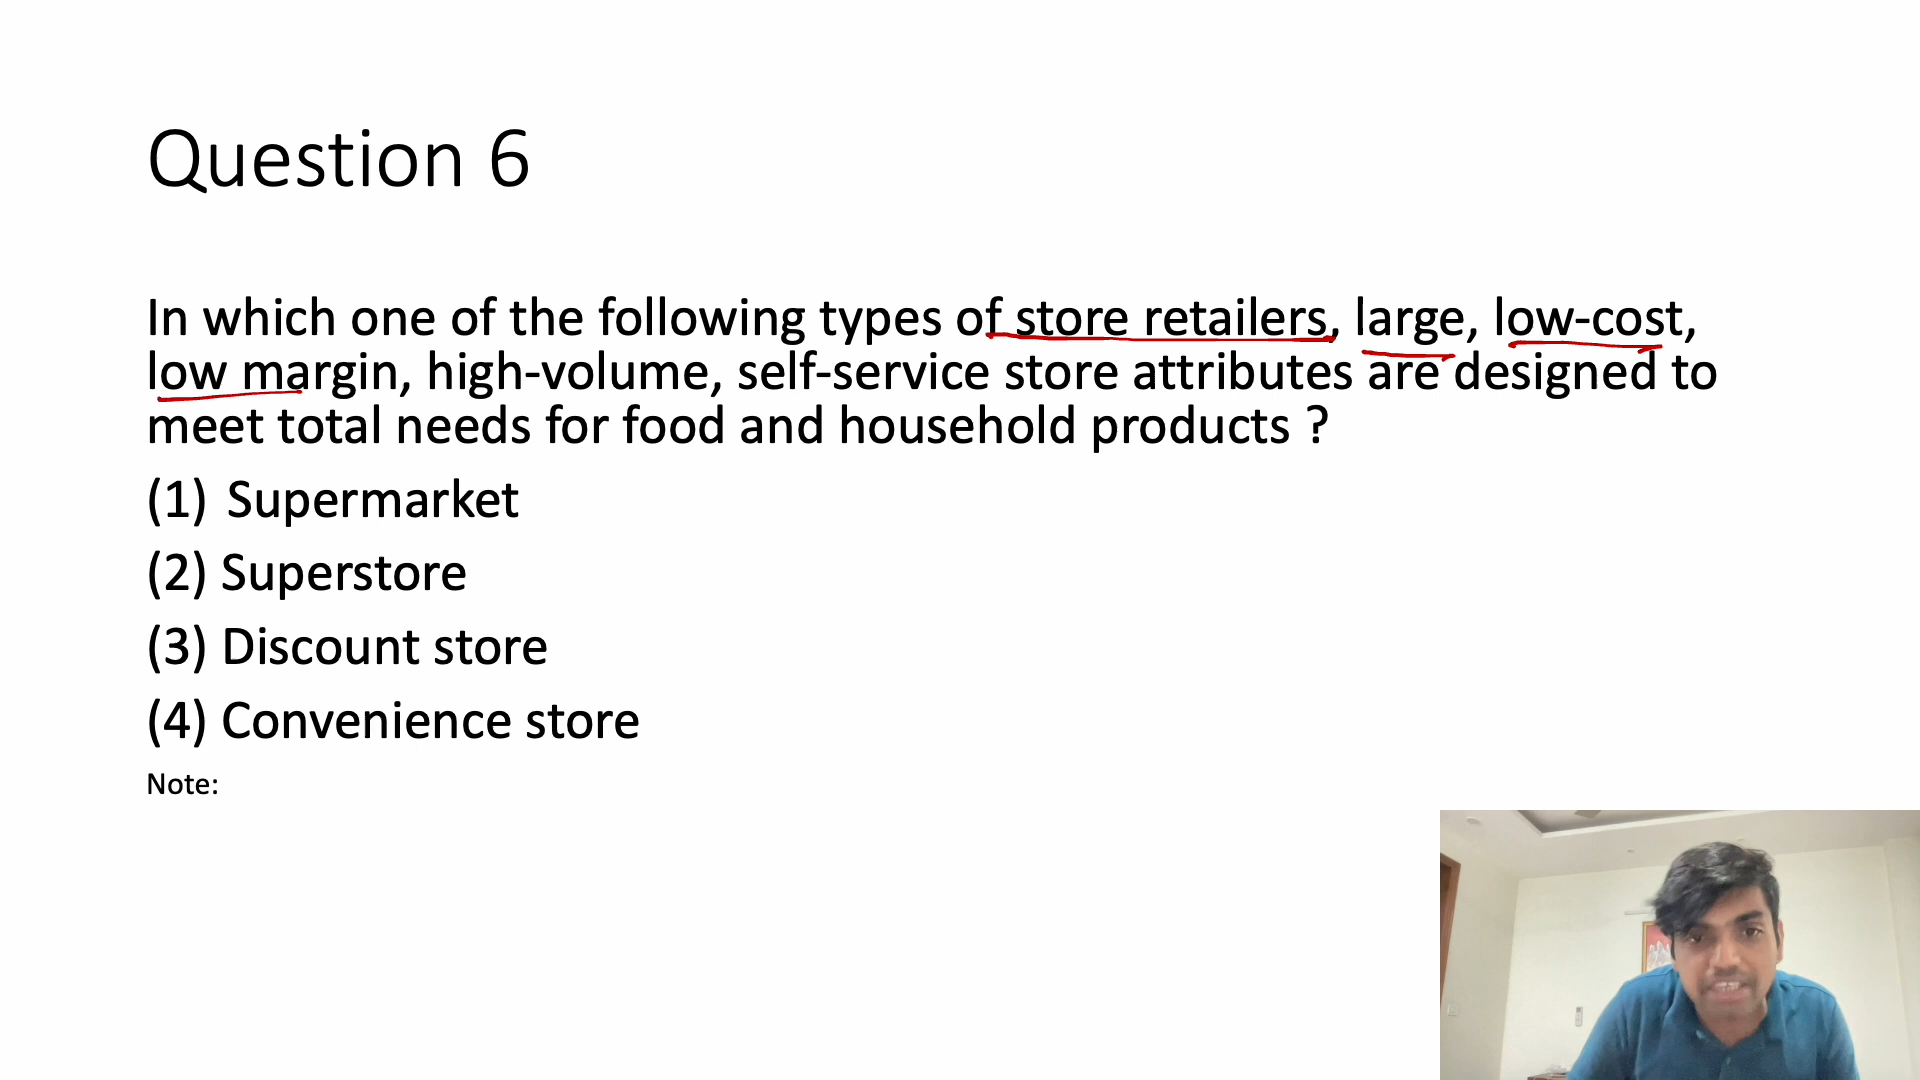 Question 6
In which one of the following types of store retailers, large, low-cost,
low margin, high-volume, self-service store attributes are designed to
meet total needs for food and household products ?
(1) Supermarket
(2) Superstore
(3) Discount store
(4) Convenience store
Note: